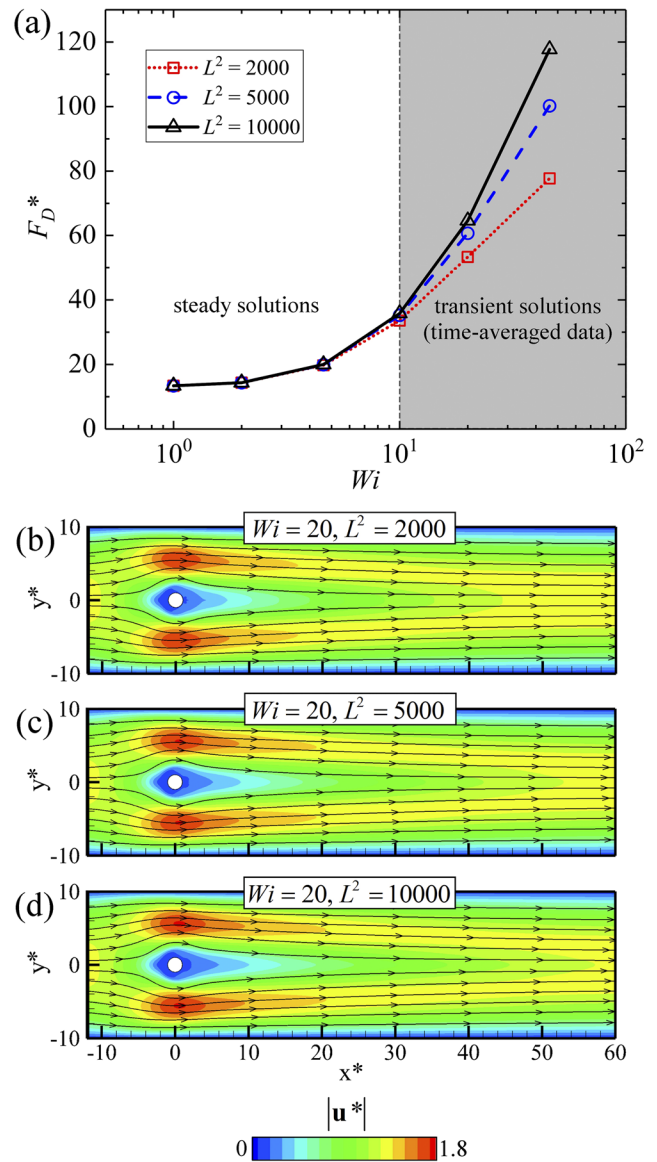 (a)
120
100
80
60
40
20
0
F_D*
L² = 2000
L² = 5000
L² = 10000
steady solutions
transient solutions
(time-averaged data)
10⁰ 10¹ 10²
Wi
(b)
Wi = 20, L² = 2000
10
0
-10
y*
(c)
Wi = 20, L² = 5000
10
0
-10
y*
(d)
Wi = 20, L² = 10000
10
0
-10
y*
-10 0 10 20 30 40 50 60
x*
|u*|
0 1.8